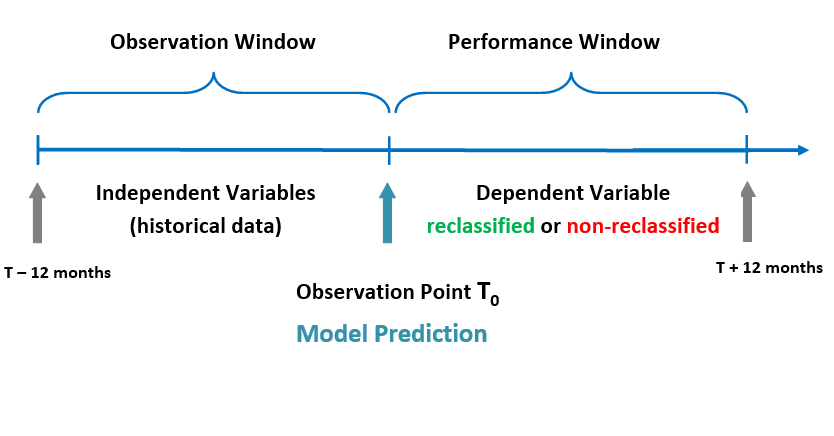 Observation Window
Performance Window
Independent Variables
(historical data)
Dependent Variable
reclassified or non-reclassified
T – 12 months
T + 12 months
Observation Point T0
Model Prediction